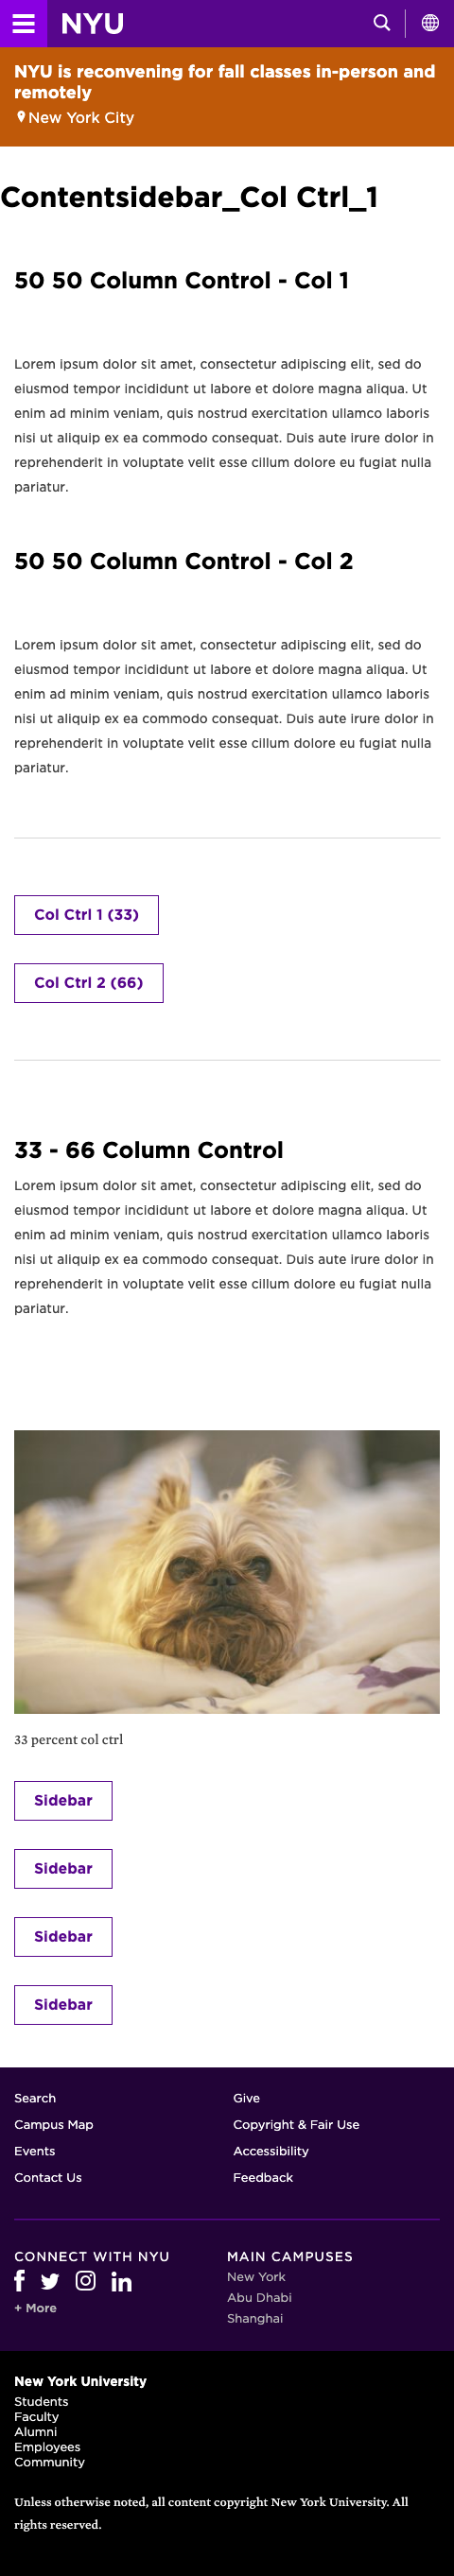 NYU
NYU is reconvening for fall classes in-person and
remotely
New York City
Contentsidebar_Col Ctrl_1
50 50 Column Control - Col 1
Lorem ipsum dolor sit amet, consectetur adipiscing elit, sed do
eiusmod tempor incididunt ut labore et dolore magna aliqua. Ut
enim ad minim veniam, quis nostrud exercitation ullamco laboris
nisi ut aliquip ex ea commodo consequat. Duis aute irure dolor in
reprehenderit in voluptate velit esse cillum dolore eu fugiat nulla
pariatur.
50 50 Column Control - Col 2
Lorem ipsum dolor sit amet, consectetur adipiscing elit, sed do
eiusmod tempor incididunt ut labore et dolore magna aliqua. Ut
enim ad minim veniam, quis nostrud exercitation ullamco laboris
nisi ut aliquip ex ea commodo consequat. Duis aute irure dolor in
reprehenderit in voluptate velit esse cillum dolore eu fugiat nulla
pariatur.
Col Ctrl 1 (33)
Col Ctrl 2 (66)
33 - 66 Column Control
Lorem ipsum dolor sit amet, consectetur adipiscing elit, sed do
eiusmod tempor incididunt ut labore et dolore magna aliqua. Ut
enim ad minim veniam, quis nostrud exercitation ullamco laboris
nisi ut aliquip ex ea commodo consequat. Duis aute irure dolor in
reprehenderit in voluptate velit esse cillum dolore eu fugiat nulla
pariatur.
33 percent col ctrl
Sidebar
Sidebar
Sidebar
Sidebar
Search
Campus Map
Events
Contact Us
Give
Copyright & Fair Use
Accessibility
Feedback
CONNECT WITH NYU
+ More
MAIN CAMPUSES
New York
Abu Dhabi
Shanghai
New York University
Students
Faculty
Alumni
Employees
Community
Unless otherwise noted, all content copyright New York University. All
rights reserved.